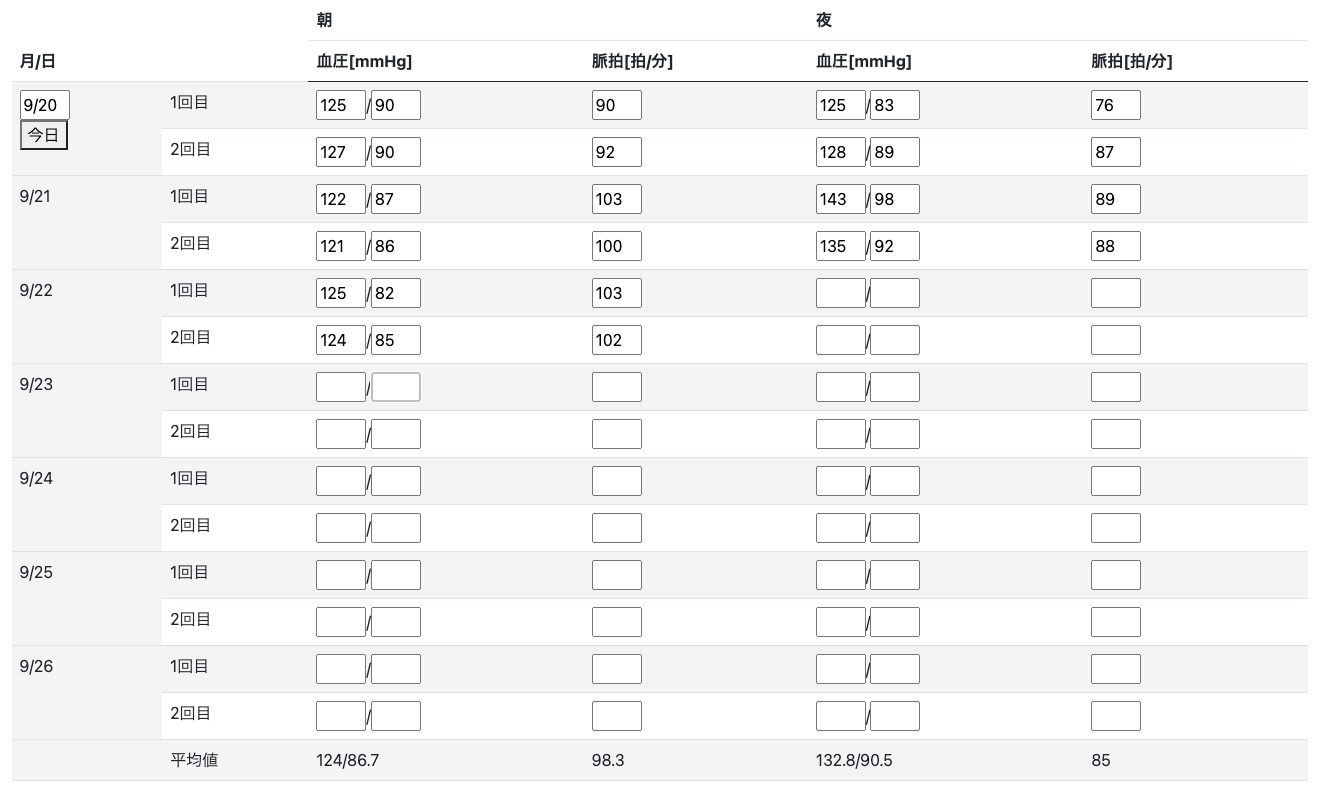 朝 夜
月/日 血圧[mmHg] 脈拍[拍/分] 血圧[mmHg] 脈拍[拍/分]
9/20 1回目 125/90 90 125/83 76
今日
2回目 127/90 92 128/89 87
9/21 1回目 122/87 103 143/98 89
2回目 121/86 100 135/92 88
9/22 1回目 125/82 103 /
2回目 124/85 102 /
9/23 1回目 / /
2回目 / /
9/24 1回目 / /
2回目 / /
9/25 1回目 / /
2回目 / /
9/26 1回目 / /
2回目 / /
平均値 124/86.7 98.3 132.8/90.5 85